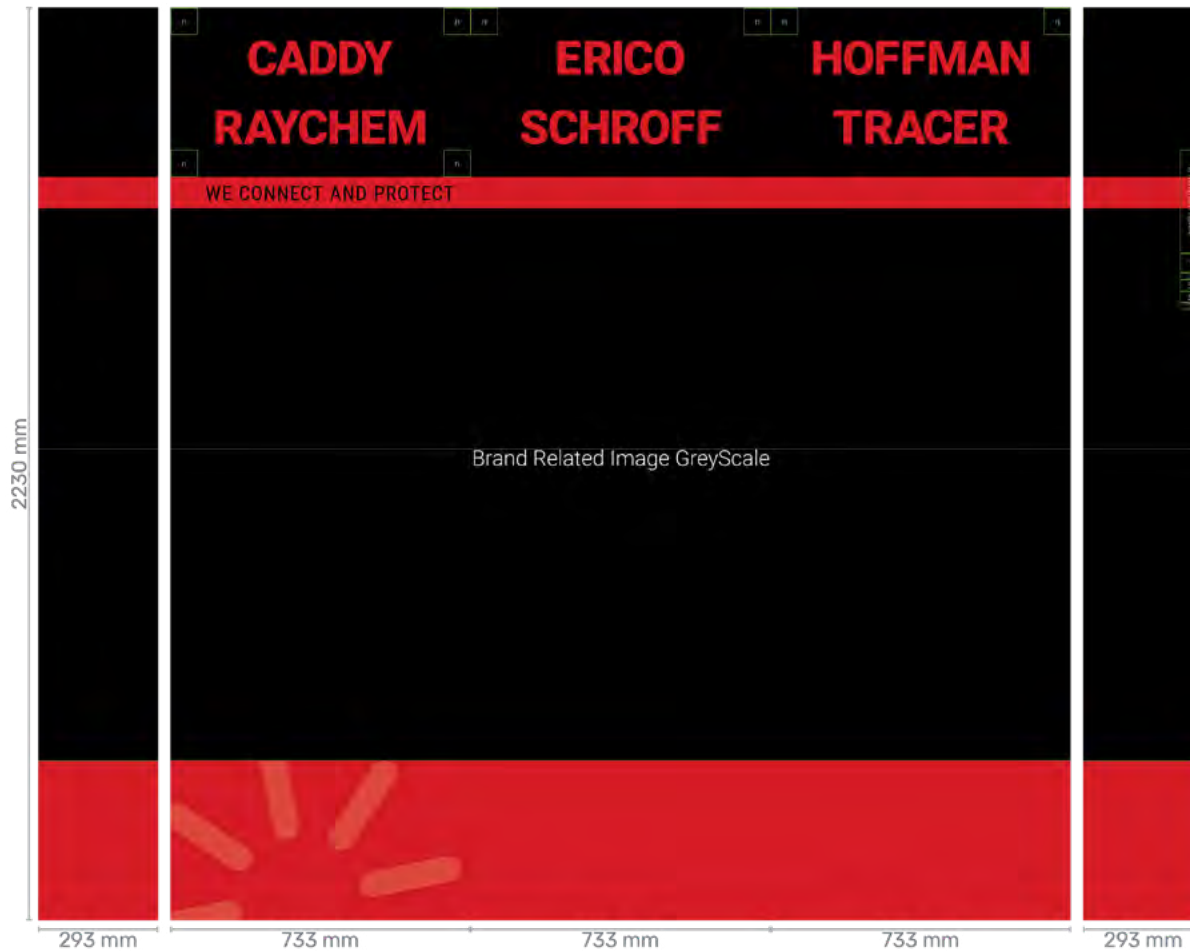 CADDY ERICO HOFFMAN
RAYCHEM SCHROFF TRACER
WE CONNECT AND PROTECT
Brand Related Image GreyScale
2230 mm
293 mm 733 mm 733 mm 733 mm 293 mm